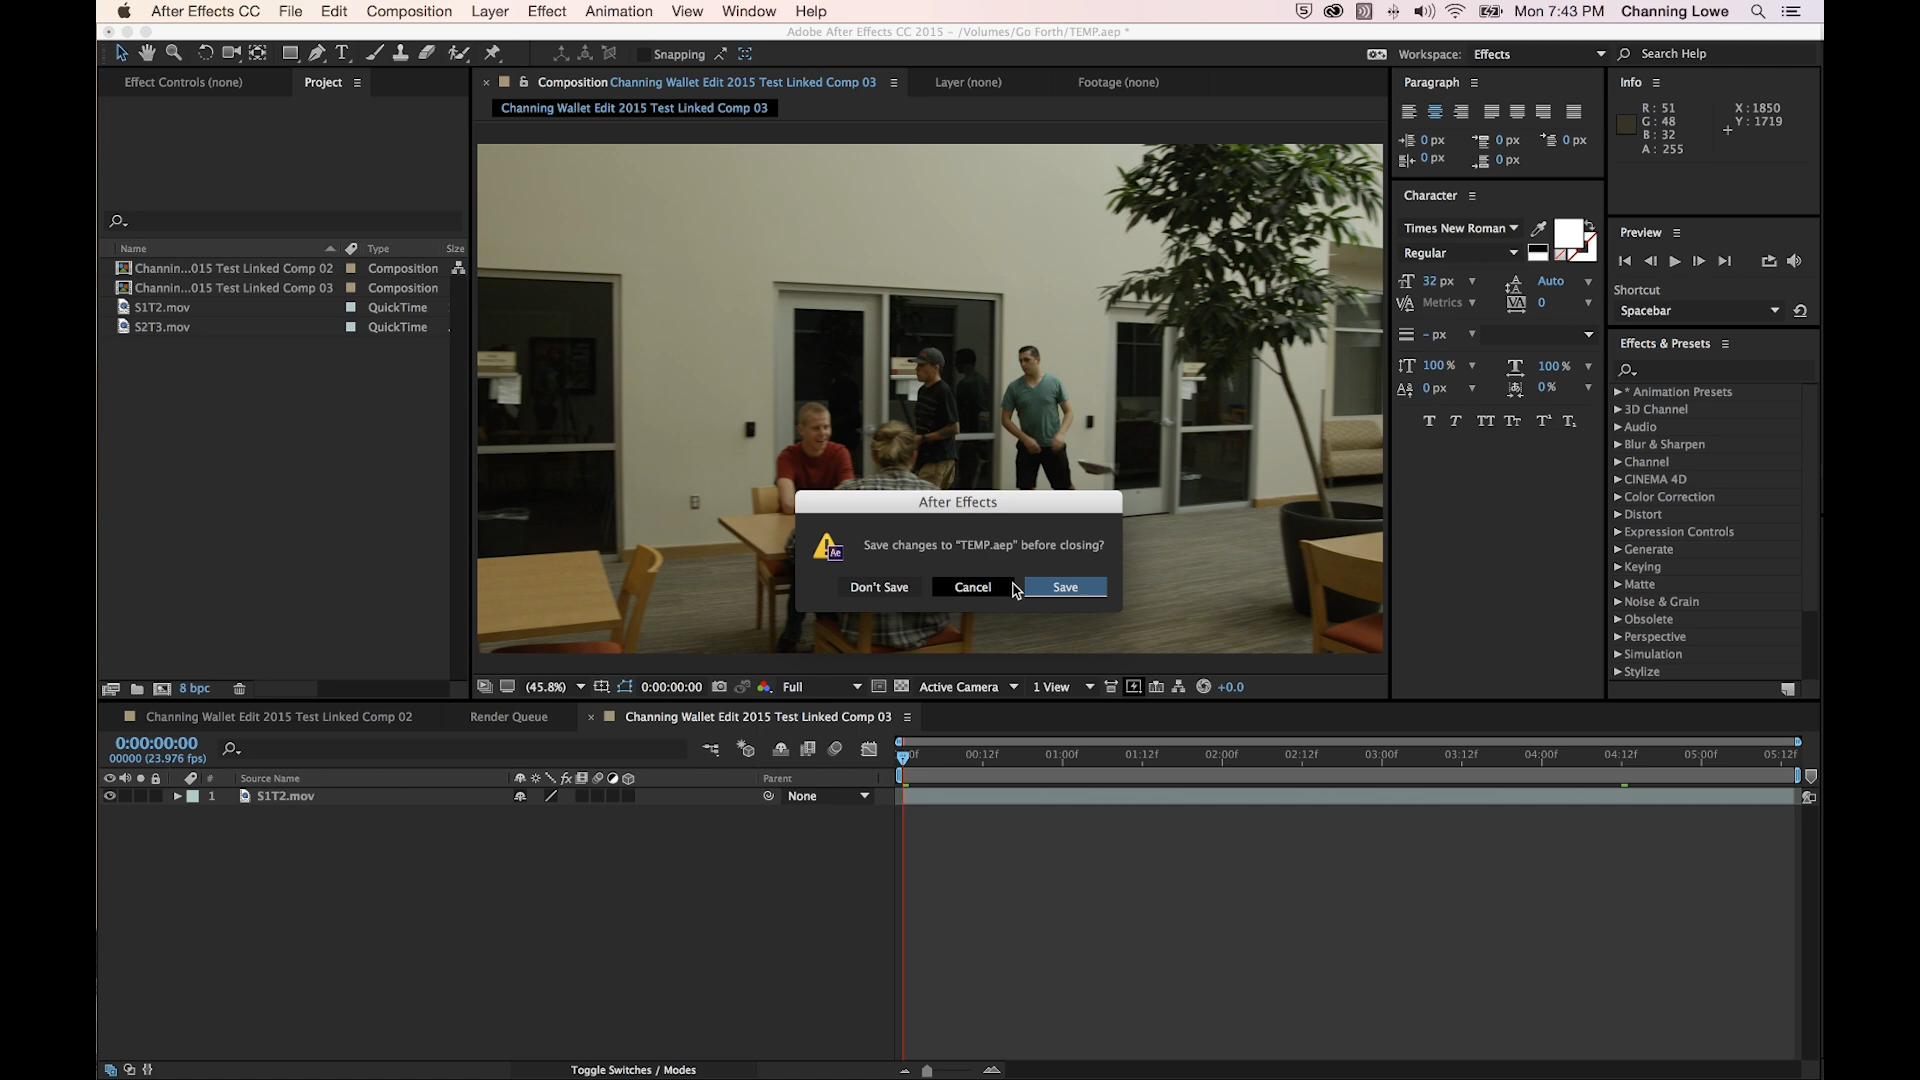 After Effects CC File Edit Composition Layer Effect Animation View Window Help Mon 7:43 PM Channing Lowe
Adobe After Effects CC 2015 - /Volumes/Go Forth/TEMP.aep *
Snapping Workspace: Effects Search Help
Effect Controls (none) Project Composition Channing Wallet Edit 2015 Test Linked Comp 03 Layer (none) Footage (none)
Channing Wallet Edit 2015 Test Linked Comp 03
Name Type Size
Channin...015 Test Linked Comp 02 Composition
Channin...015 Test Linked Comp 03 Composition
S1T2.mov QuickTime
S2T3.mov QuickTime
8 bpc
After Effects
Save changes to “TEMP.aep” before closing?
Ae
Don't Save Cancel Save
(45.8%) 0:00:00:00 Full Active Camera 1 View +0.0
Paragraph
0 px 0 px 0 px
0 px 0 px
Character
Times New Roman
Regular
32 px Auto
Metrics 0
- px
100 % 100 %
0 px 0 %
T T TT Tr T¹ T₁
Info
R: 51 X: 1850
G: 48 Y: 1719
B: 32
A: 255
Preview
Shortcut
Spacebar
Effects & Presets
* Animation Presets
3D Channel
Audio
Blur & Sharpen
Channel
CINEMA 4D
Color Correction
Distort
Expression Controls
Generate
Keying
Matte
Noise & Grain
Obsolete
Perspective
Simulation
Stylize
Channing Wallet Edit 2015 Test Linked Comp 02 Render Queue Channing Wallet Edit 2015 Test Linked Comp 03
0:00:00:00
00000 (23.976 fps)
00:12f 01:00f 01:12f 02:00f 02:12f 03:00f 03:12f 04:00f 04:12f 05:00f 05:12f
# Source Name fx Parent
1 S1T2.mov None
Toggle Switches / Modes